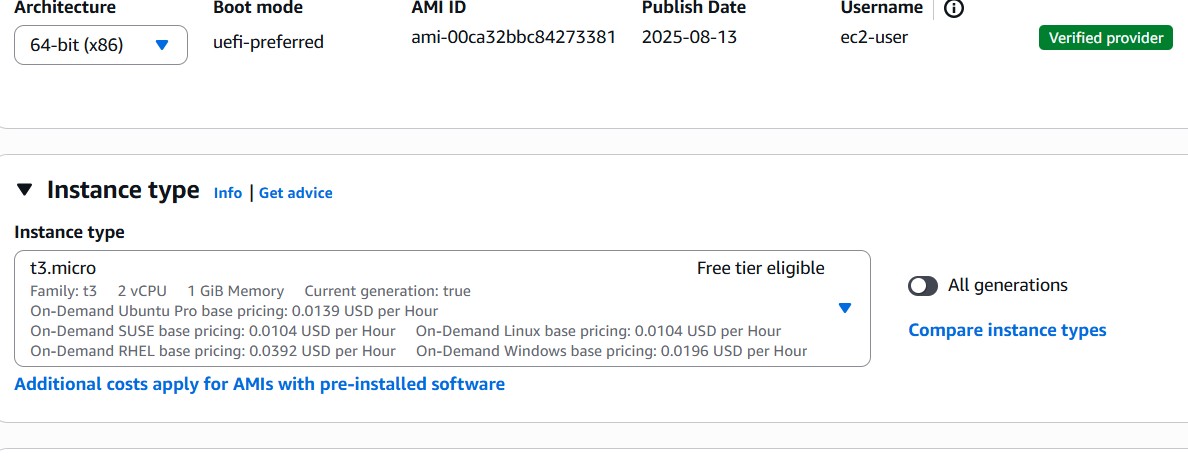 Architecture Boot mode AMI ID Publish Date Username
64-bit (x86) uefi-preferred ami-00ca32bbc84273381 2025-08-13 ec2-user Verified provider
Instance type Info | Get advice
Instance type
t3.micro Free tier eligible
Family: t3 2 vCPU 1 GiB Memory Current generation: true
On-Demand Ubuntu Pro base pricing: 0.0139 USD per Hour
On-Demand SUSE base pricing: 0.0104 USD per Hour On-Demand Linux base pricing: 0.0104 USD per Hour
On-Demand RHEL base pricing: 0.0392 USD per Hour On-Demand Windows base pricing: 0.0196 USD per Hour
All generations
Compare instance types
Additional costs apply for AMIs with pre-installed software